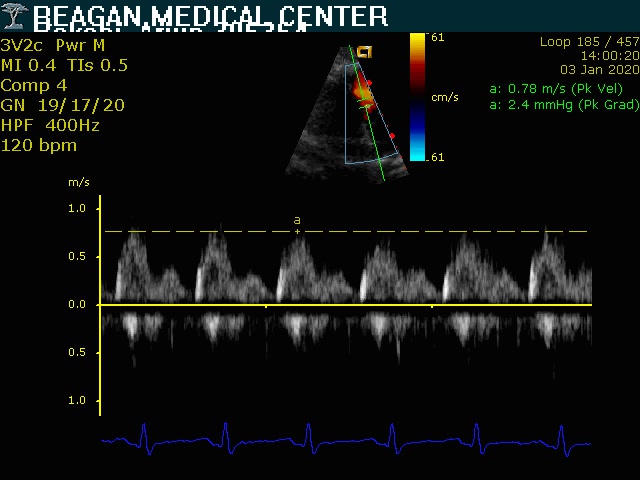 BEAGAN MEDICAL CENTER
3V2c Pwr M
MI 0.4 TIs 0.5
Comp 4
GN 19/17/20
HPF 400Hz
120 bpm
61
cm/s
61
Loop 185 / 457
14:00:20
03 Jan 2020
a: 0.78 m/s (Pk Vel)
a: 2.4 mmHg (Pk Grad)
m/s
1.0
a
0.5
0.0
0.5
1.0